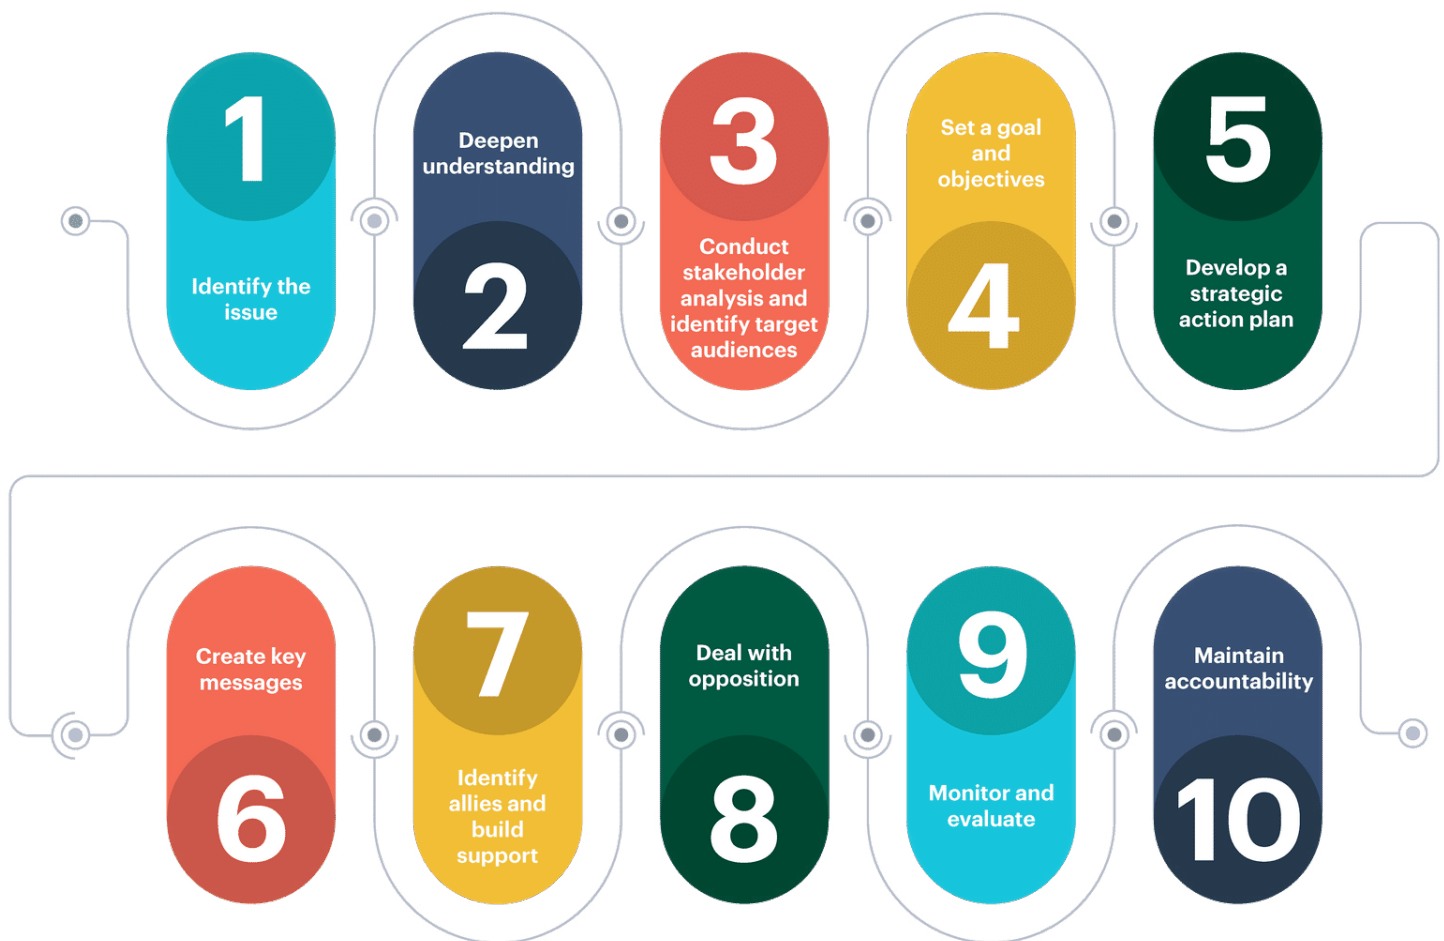 1
Identify the
issue
Deepen
understanding
2
3
Conduct
stakeholder
analysis and
identify target
audiences
Set a goal
and
objectives
4
5
Develop a
strategic
action plan
Create key
messages
6
7
Identify
allies and
build
support
Deal with
opposition
8
9
Monitor and
evaluate
Maintain
accountability
10